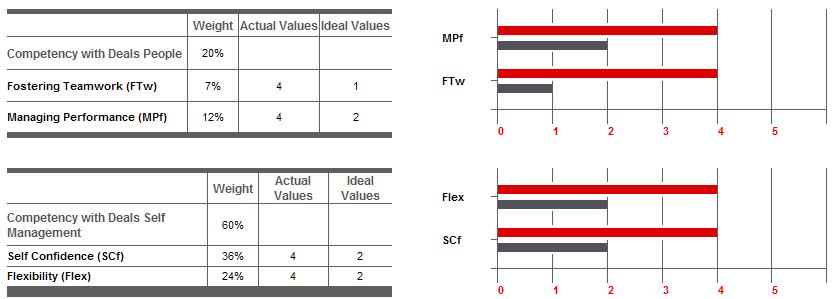 Weight Actual Values Ideal Values
Competency with Deals People 20%
Fostering Teamwork (FTw) 7% 4 1
Managing Performance (MPf) 12% 4 2
MPf
FTw
0 1 2 3 4 5
Weight Actual Values Ideal Values
Competency with Deals Self
Management 60%
Self Confidence (SCf) 36% 4 2
Flexibility (Flex) 24% 4 2
Flex
SCf
0 1 2 3 4 5